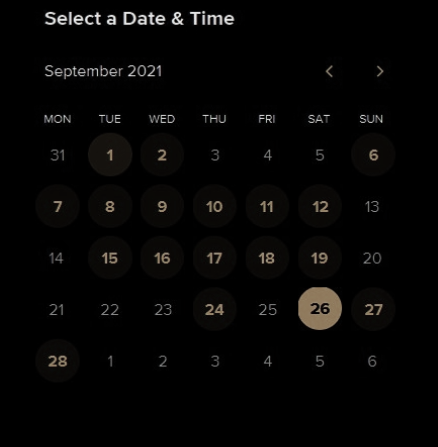 Select a Date & Time
September 2021
MON TUE WED THU FRI SAT SUN
31 1 2 3 4 5 6
7 8 9 10 11 12 13
14 15 16 17 18 19 20
21 22 23 24 25 26 27
28 1 2 3 4 5 6